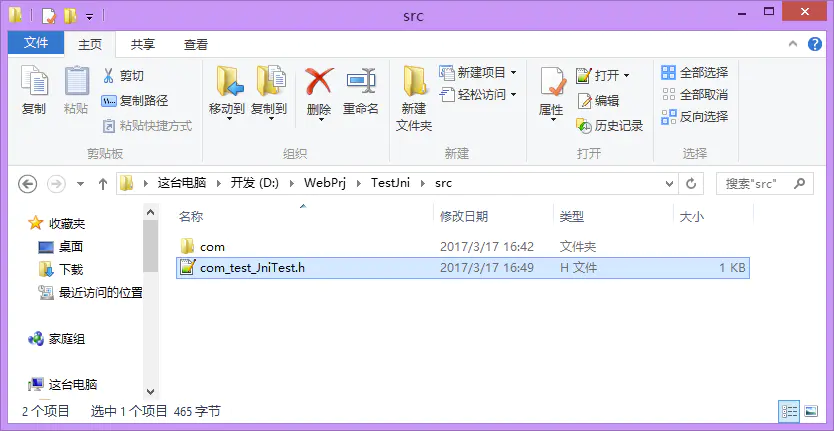 src
文件 主页 共享 查看
复制
粘贴
剪切
复制路径
粘贴快捷方式
剪贴板
移动到 复制到
删除 重命名
组织
新建
文件夹
新建项目
轻松访问
新建
属性
打开
编辑
历史记录
打开
全部选择
全部取消
反向选择
选择
这台电脑 开发 (D:) WebPrj TestJni src
搜索"src"
收藏夹
桌面
下载
最近访问的位置
家庭组
这台电脑
名称 修改日期 类型 大小
com 2017/3/17 16:42 文件夹
com_test_JniTest.h 2017/3/17 16:49 H 文件 1 KB
2 个项目 选中 1 个项目 465 字节